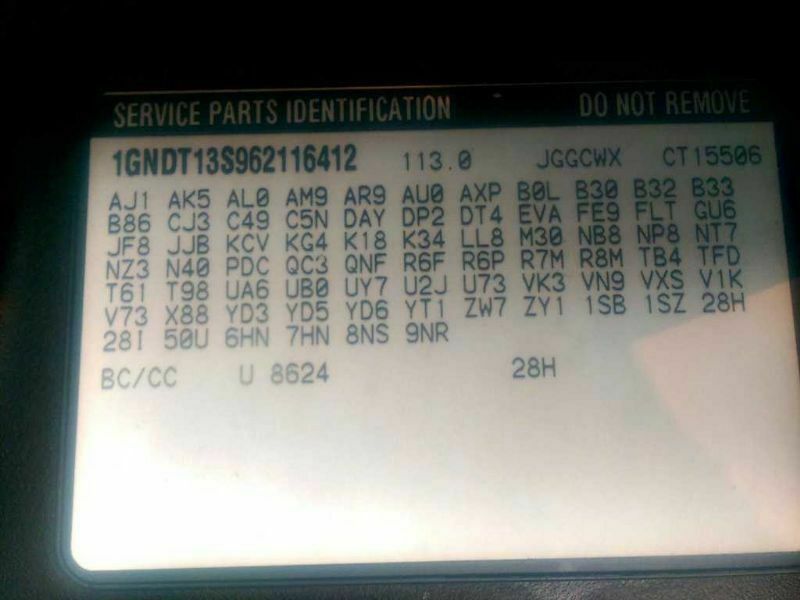 SERVICE PARTS IDENTIFICATION DO NOT REMOVE
1GNDT13S962116412 113.0 JGGCWX CT15506
AJ1 AK5 AL0 AM9 AR9 AU0 AXP B0L B30 B32 B33
B86 CJ3 C49 C5N DAY DP2 DT4 EVA FE9 FLT GU6
JF8 JJB KCV KG4 K18 K34 LL8 M30 NB8 NP8 NT7
NZ3 N40 PDC QC3 QNF R6F R6P R7M R8M TB4 TFD
T61 T98 UA6 UB0 UY7 U2J U73 VK3 VN9 VXS V1K
V73 X88 YD3 YD5 YD6 YT1 ZW7 ZY1 1SB 1SZ 28H
28I 50U 6HN 7HN 8NS 9NR
BC/CC U 8624 28H